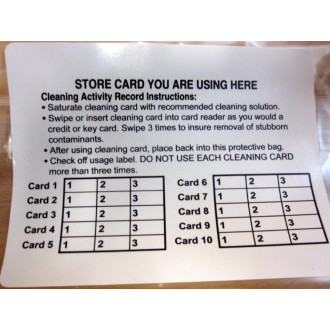 STORE CARD YOU ARE USING HERE
Cleaning Activity Record Instructions:
• Saturate cleaning card with recommended cleaning solution.
• Swipe or insert cleaning card into card reader as you would a
credit or key card. Swipe 3 times to insure removal of stubborn
contaminants.
• After using cleaning card, place back into this protective bag.
• Check off usage label. DO NOT USE EACH CLEANING CARD
more than three times.
Card 1 1 2 3
Card 2 1 2 3
Card 3 1 2 3
Card 4 1 2 3
Card 5 1 2 3
Card 6 1 2 3
Card 7 1 2 3
Card 8 1 2 3
Card 9 1 2 3
Card 10 1 2 3